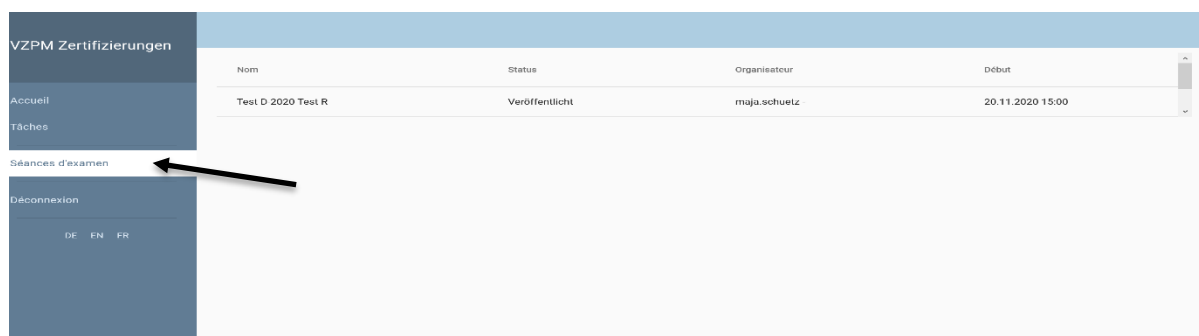 VZPM Zertifizierungen
Nom Status Organisateur Début
Accueil
Test D 2020 Test R Veröffentlicht maja.schuetz 20.11.2020 15:00
Tâches
Séances d'examen
Déconnexion
DE EN FR